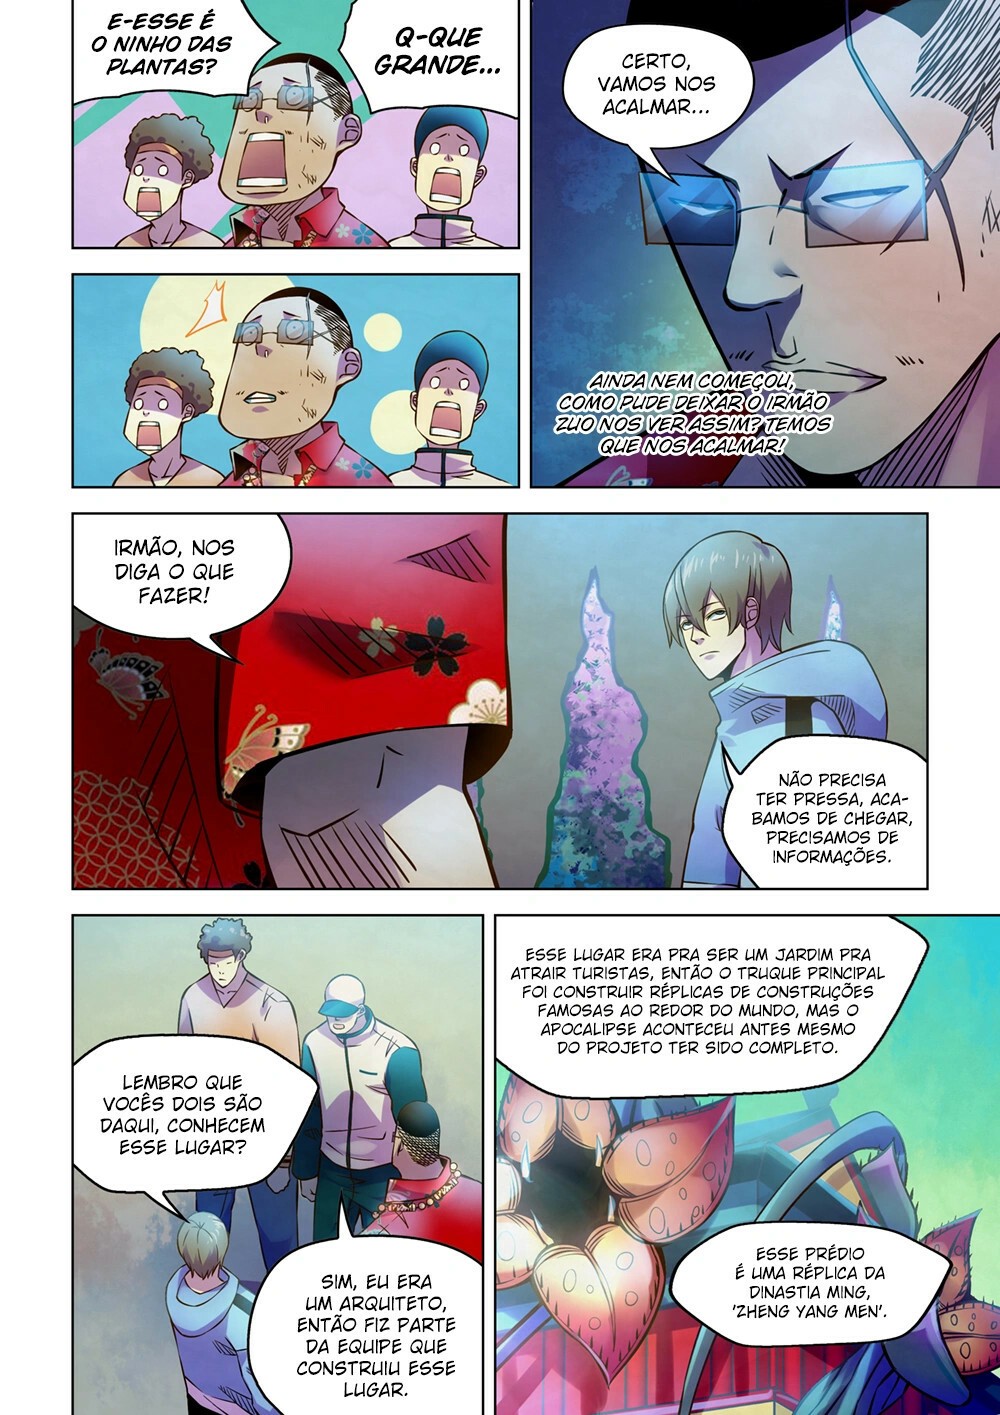 E-ESSE É
O NINHO DAS
PLANTAS?
Q-QUE
GRANDE...
CERTO,
VAMOS NOS
ACALMAR...
AINDA NEM COMEÇOU,
COMO PUDE DEIXAR O IRMÃO
ZUO NOS VER ASSIM? TEMOS
QUE NOS ACALMAR!
IRMÃO, NOS
DIGA O QUE
FAZER!
NÃO PRECISA
TER PRESSA, ACA-
BAMOS DE CHEGAR,
PRECISAMOS DE
INFORMAÇÕES.
LEMBRO QUE
VOCÊS DOIS SÃO
DAQUI, CONHECEM
ESSE LUGAR?
SIM, EU ERA
UM ARQUITETO,
ENTÃO FIZ PARTE
DA EQUIPE QUE
CONSTRUIU ESSE
LUGAR.
ESSE LUGAR ERA PRA SER UM JARDIM PRA
ATRAIR TURISTAS, ENTÃO O TRUQUE PRINCIPAL
FOI CONSTRUIR RÉPLICAS DE CONSTRUÇÕES
FAMOSAS AO REDOR DO MUNDO, MAS O
APOCALIPSE ACONTECEU ANTES MESMO
DO PROJETO TER SIDO COMPLETO.
ESSE PRÉDIO
É UMA RÉPLICA DA
DINASTIA MING,
'ZHENG YANG MEN'.